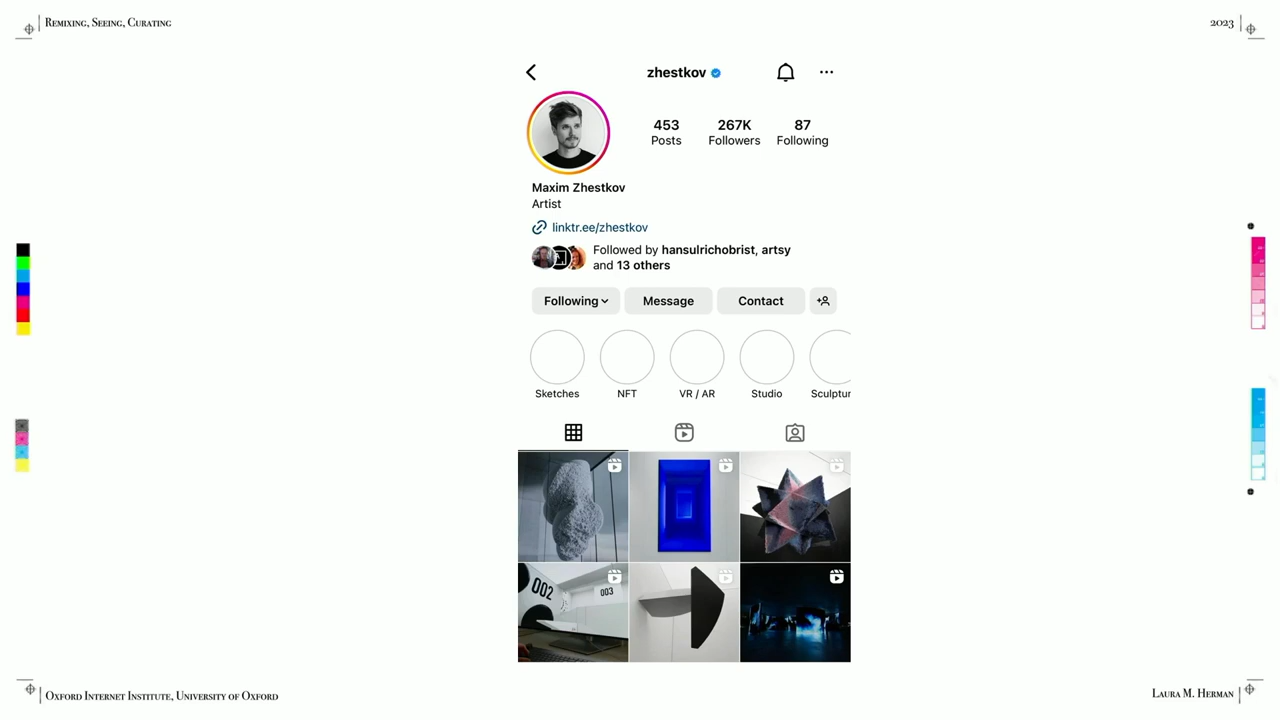 Remixing, Seeing, Curating
2023
zhestkov
453
Posts
267K
Followers
87
Following
Maxim Zhestkov
Artist
linktr.ee/zhestkov
Followed by hansulrichobrist, artsy
and 13 others
Following
Message
Contact
Sketches
NFT
VR / AR
Studio
Sculptur
002
003
Oxford Internet Institute, University of Oxford
Laura M. Herman